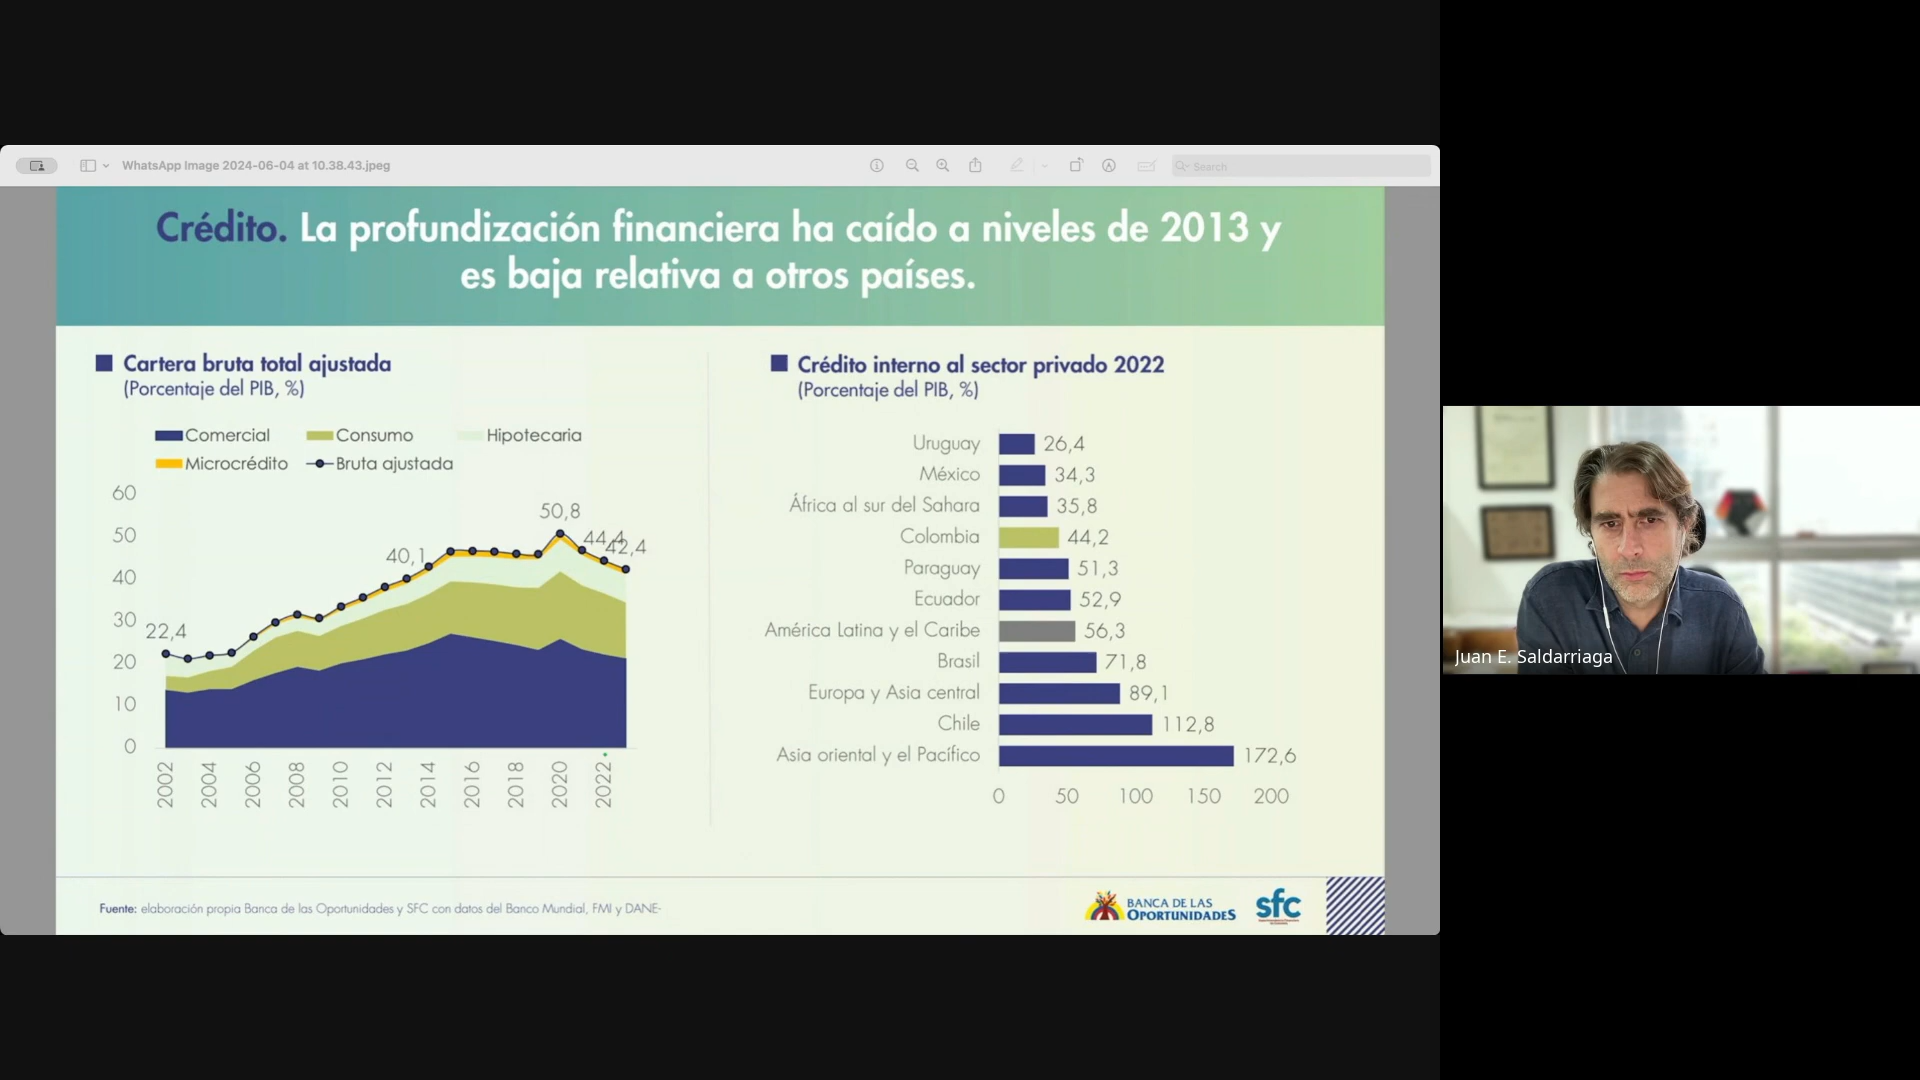 WhatsApp Image 2024-06-04 at 10.38.43.jpeg
Search
Crédito. La profundización financiera ha caído a niveles de 2013 y
es baja relativa a otros países.
Cartera bruta total ajustada
(Porcentaje del PIB, %)
Comercial Consumo Hipotecaria
Microcrédito Bruta ajustada
60
50
40
30
20
10
0
22,4
40,1
50,8
44,4
42,4
2002 2004 2006 2008 2010 2012 2014 2016 2018 2020 2022
Crédito interno al sector privado 2022
(Porcentaje del PIB, %)
Uruguay 26,4
México 34,3
África al sur del Sahara 35,8
Colombia 44,2
Paraguay 51,3
Ecuador 52,9
América Latina y el Caribe 56,3
Brasil 71,8
Europa y Asia central 89,1
Chile 112,8
Asia oriental y el Pacífico 172,6
0 50 100 150 200
Fuente: elaboración propia Banca de las Oportunidades y SFC con datos del Banco Mundial, FMI y DANE-
BANCA DE LAS
OPORTUNIDADES
sfc
Juan E. Saldarriaga